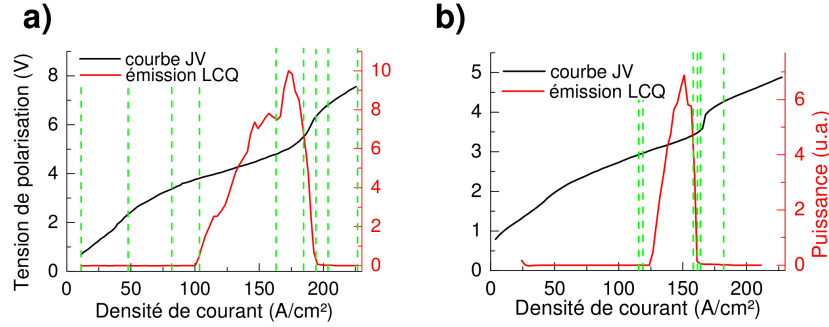 a)
courbe JV
émission LCQ
Tension de polarisation (V)
8
6
4
2
0
10
8
6
4
2
0
0 50 100 150 200
Densité de courant (A/cm²)
b)
courbe JV
émission LCQ
5
4
3
2
1
0
6
4
2
0
Puissance (u.a.)
0 50 100 150 200
Densité de courant (A/cm²)